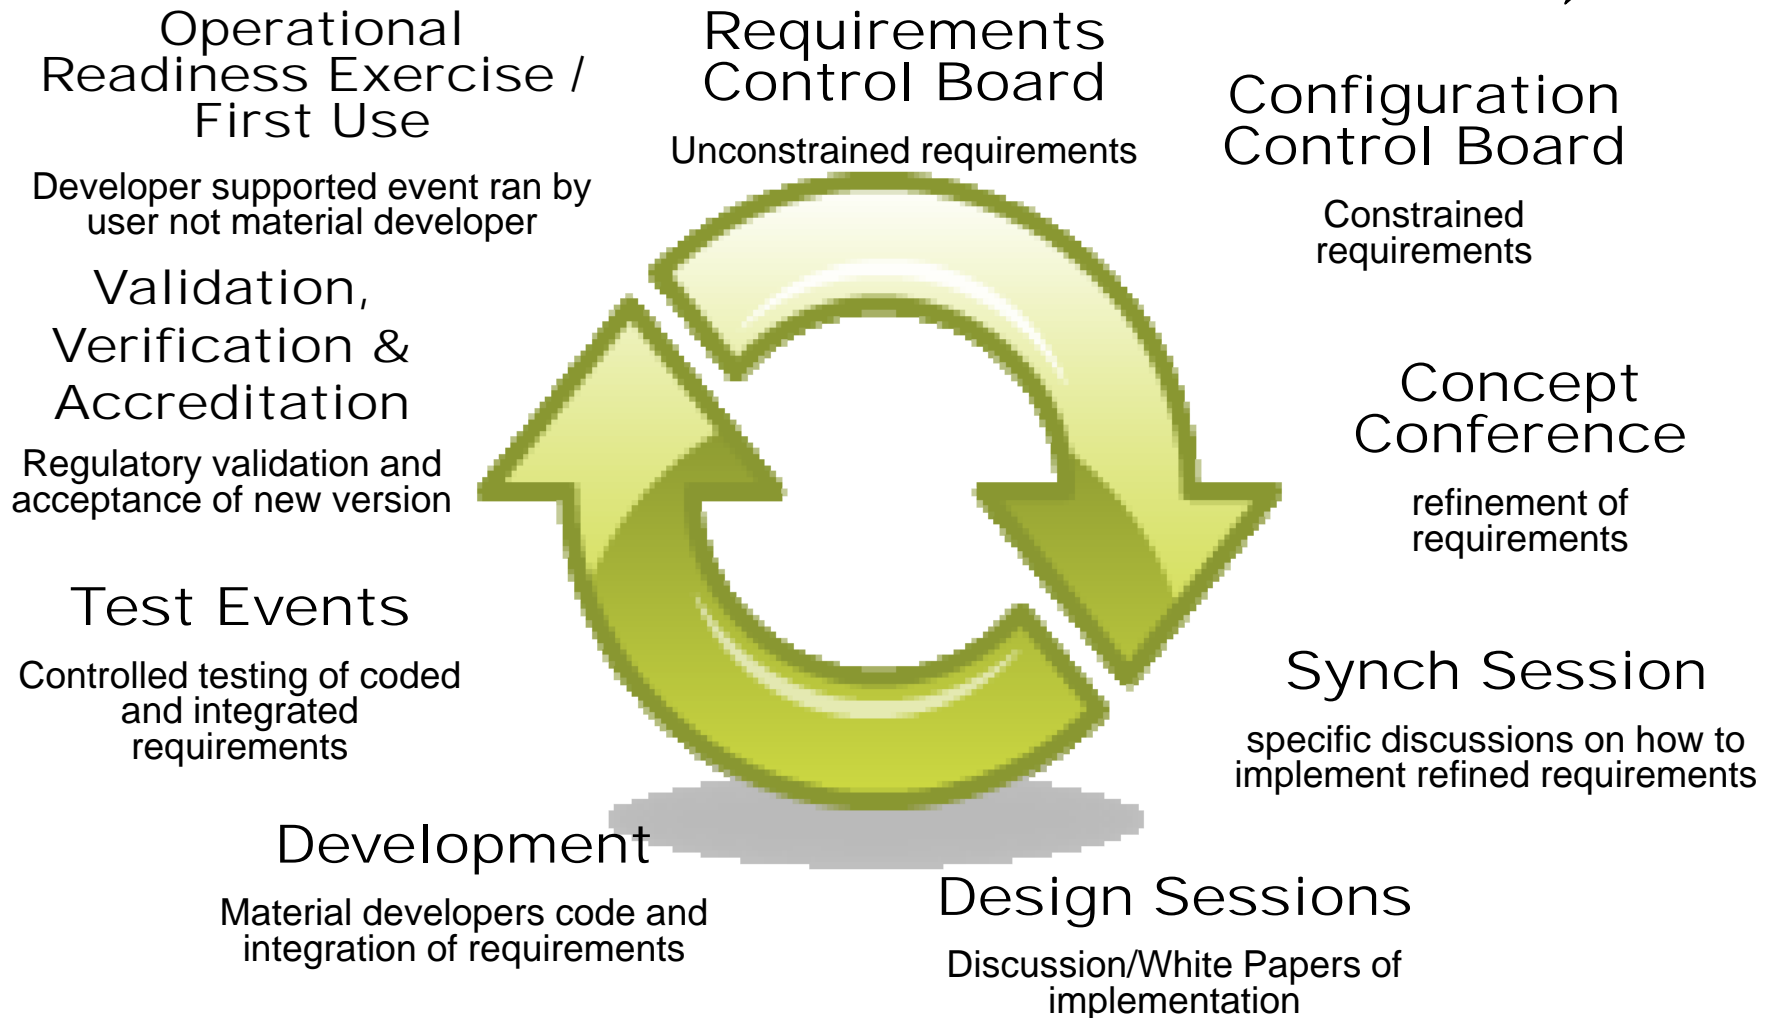 Requirements
Control Board
Unconstrained requirements
Configuration
Control Board
Constrained
requirements
Concept
Conference
refinement of
requirements
Synch Session
specific discussions on how to
implement refined requirements
Design Sessions
Discussion/White Papers of
implementation
Development
Material developers code and
integration of requirements
Test Events
Controlled testing of coded
and integrated
requirements
Validation,
Verification &
Accreditation
Regulatory validation and
acceptance of new version
Operational
Readiness Exercise /
First Use
Developer supported event ran by
user not material developer